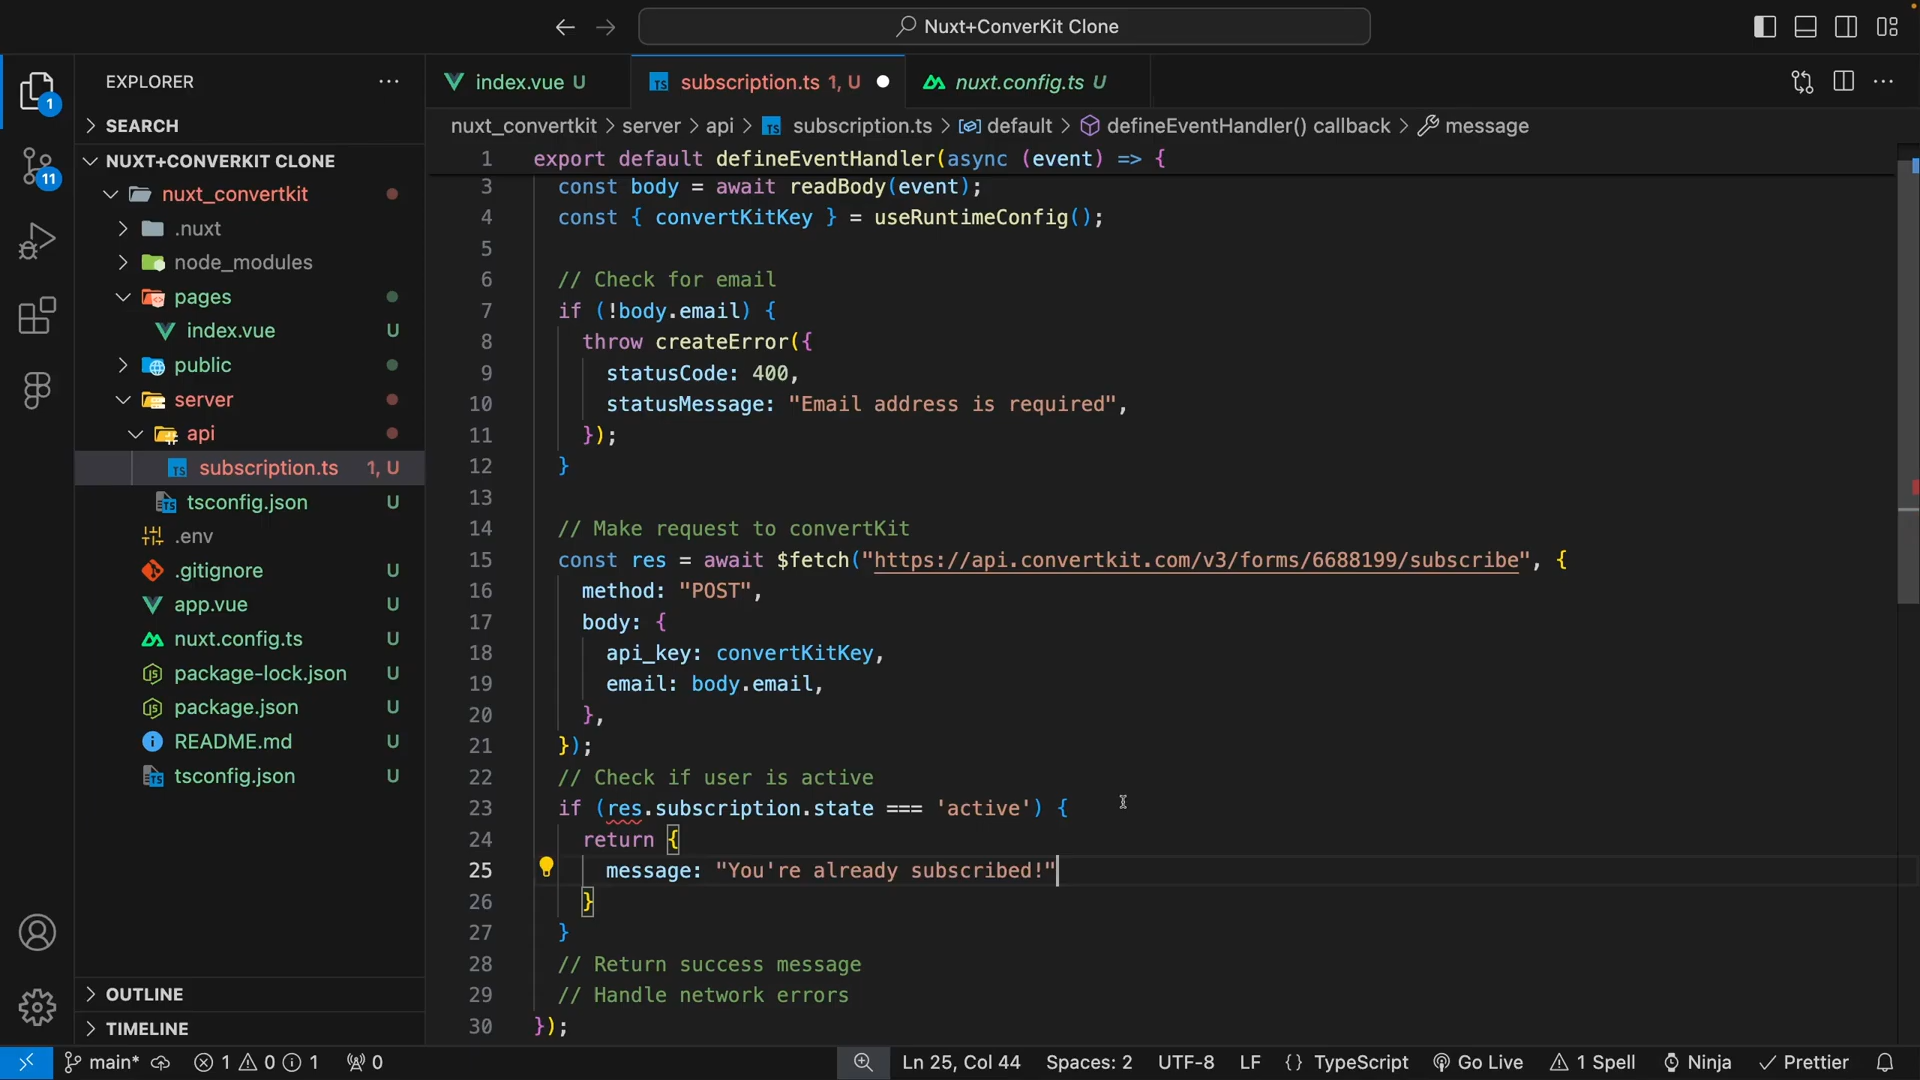 Nuxt+ConverKit Clone
EXPLORER
SEARCH
NUXT+CONVERKIT CLONE
nuxt_convertkit
.nuxt
node_modules
pages
index.vue U
public
server
api
subscription.ts 1, U
tsconfig.json U
.env
.gitignore U
app.vue U
nuxt.config.ts U
package-lock.json U
package.json U
README.md U
tsconfig.json U
OUTLINE
TIMELINE
1
11
index.vue U
subscription.ts 1, U
nuxt.config.ts U
nuxt_convertkit > server > api > subscription.ts > default > defineEventHandler() callback > message
1 export default defineEventHandler(async (event) => {
3 const body = await readBody(event);
4 const { convertKitKey } = useRuntimeConfig();
5
6 // Check for email
7 if (!body.email) {
8 throw createError({
9 statusCode: 400,
10 statusMessage: "Email address is required",
11 });
12 }
13
14 // Make request to convertKit
15 const res = await $fetch("https://api.convertkit.com/v3/forms/6688199/subscribe", {
16 method: "POST",
17 body: {
18 api_key: convertKitKey,
19 email: body.email,
20 },
21 });
22 // Check if user is active
23 if (res.subscription.state === 'active') {
24 return {
25 message: "You're already subscribed!"
26 }
27 }
28 // Return success message
29 // Handle network errors
30 });
main* 1 0 1 0 Ln 25, Col 44 Spaces: 2 UTF-8 LF {} TypeScript Go Live 1 Spell Ninja Prettier